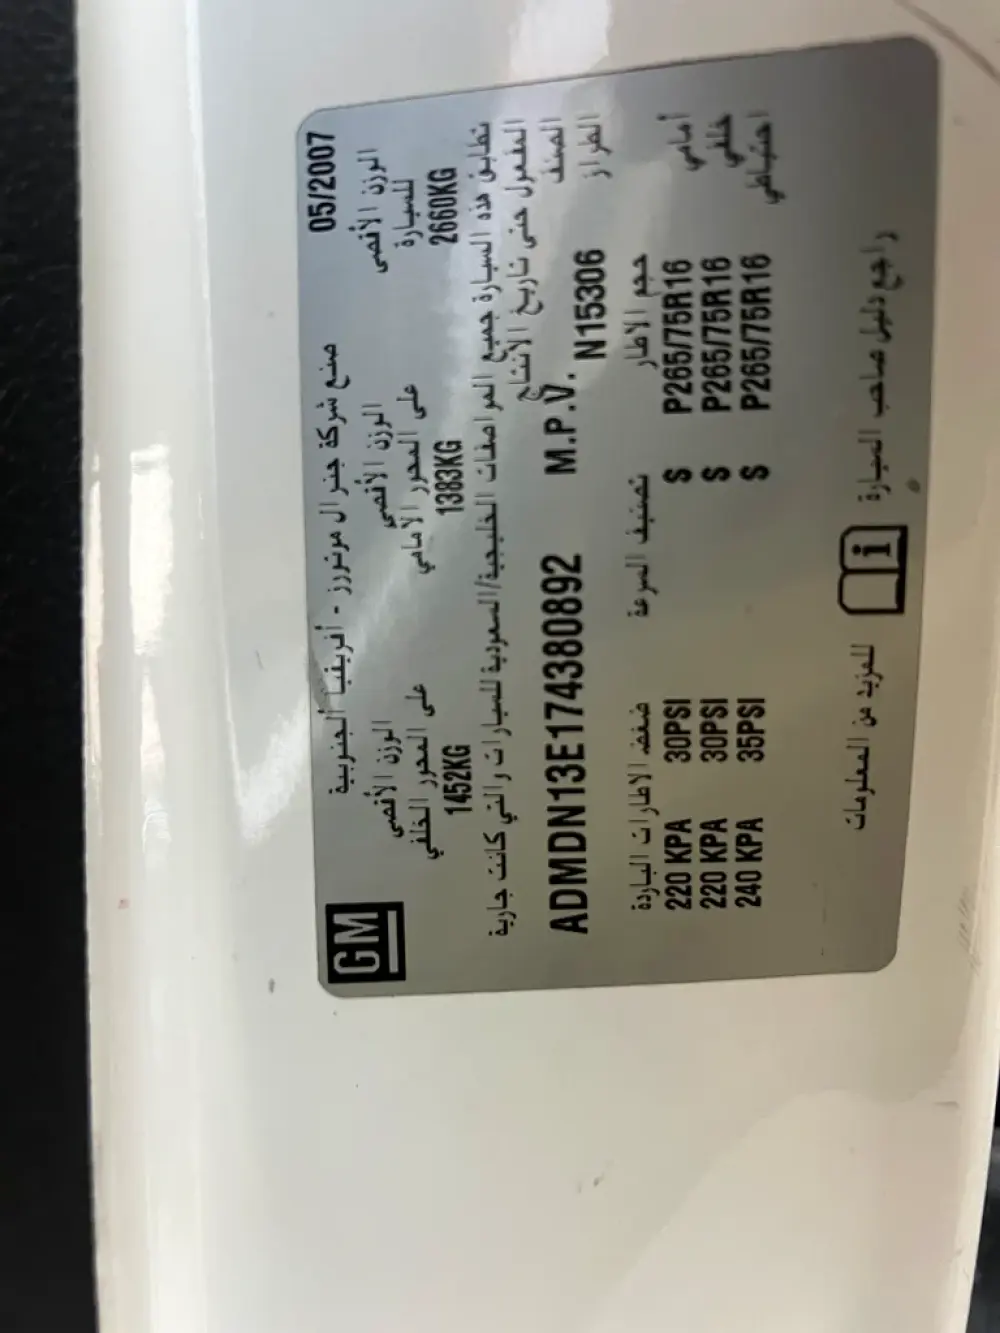 GM صنع شركة جنرال موتورز - أفريقيا الجنوبية 05/2007
الوزن الأقصى الوزن الأقصى الوزن الأقصى
على المحور الخلفي على المحور الأمامي للسيارة
1452KG 1383KG 2660KG
تطابق هذه السيارة جميع المواصفات الخليجية/السعودية للسيارات والتي كانت جارية
المفعول حتى تاريخ الأنتاج
ADMDN13E174380892 M.P.V. الصنف
N15306 الطراز
ضغط الاطارات الباردة تصنيف السرعة حجم الاطار
220 KPA 30PSI S P265/75R16 أمامي
220 KPA 30PSI S P265/75R16 خلفي
240 KPA 35PSI S P265/75R16 احتياطي
للمزيد من المعلومات i راجع دليل صاحب السيارة